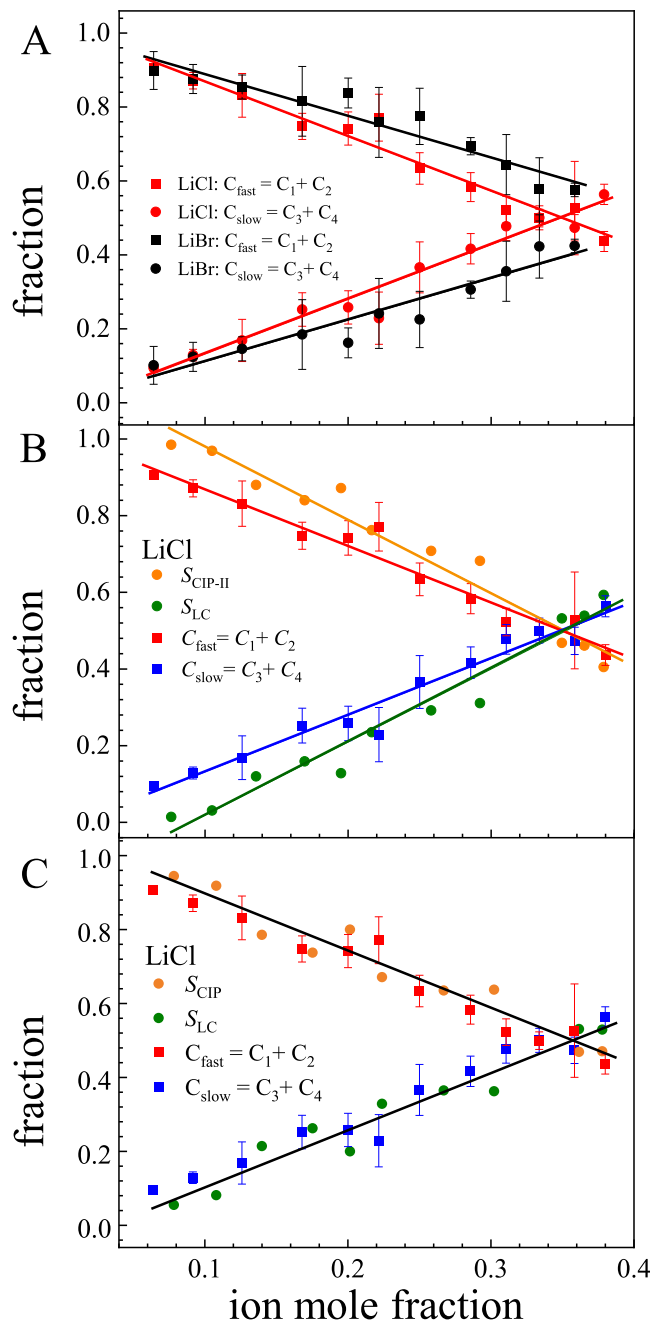 A
1.0
0.8
0.6
0.4
0.2
0.0
fraction
LiCl: C_fast = C_1 + C_2
LiCl: C_slow = C_3 + C_4
LiBr: C_fast = C_1 + C_2
LiBr: C_slow = C_3 + C_4
B
1.0
0.8
0.6
0.4
0.2
0.0
fraction
LiCl
S_CIP-II
S_LC
C_fast = C_1 + C_2
C_slow = C_3 + C_4
C
1.0
0.8
0.6
0.4
0.2
0.0
fraction
LiCl
S_CIP
S_LC
C_fast = C_1 + C_2
C_slow = C_3 + C_4
0.1 0.2 0.3 0.4
ion mole fraction